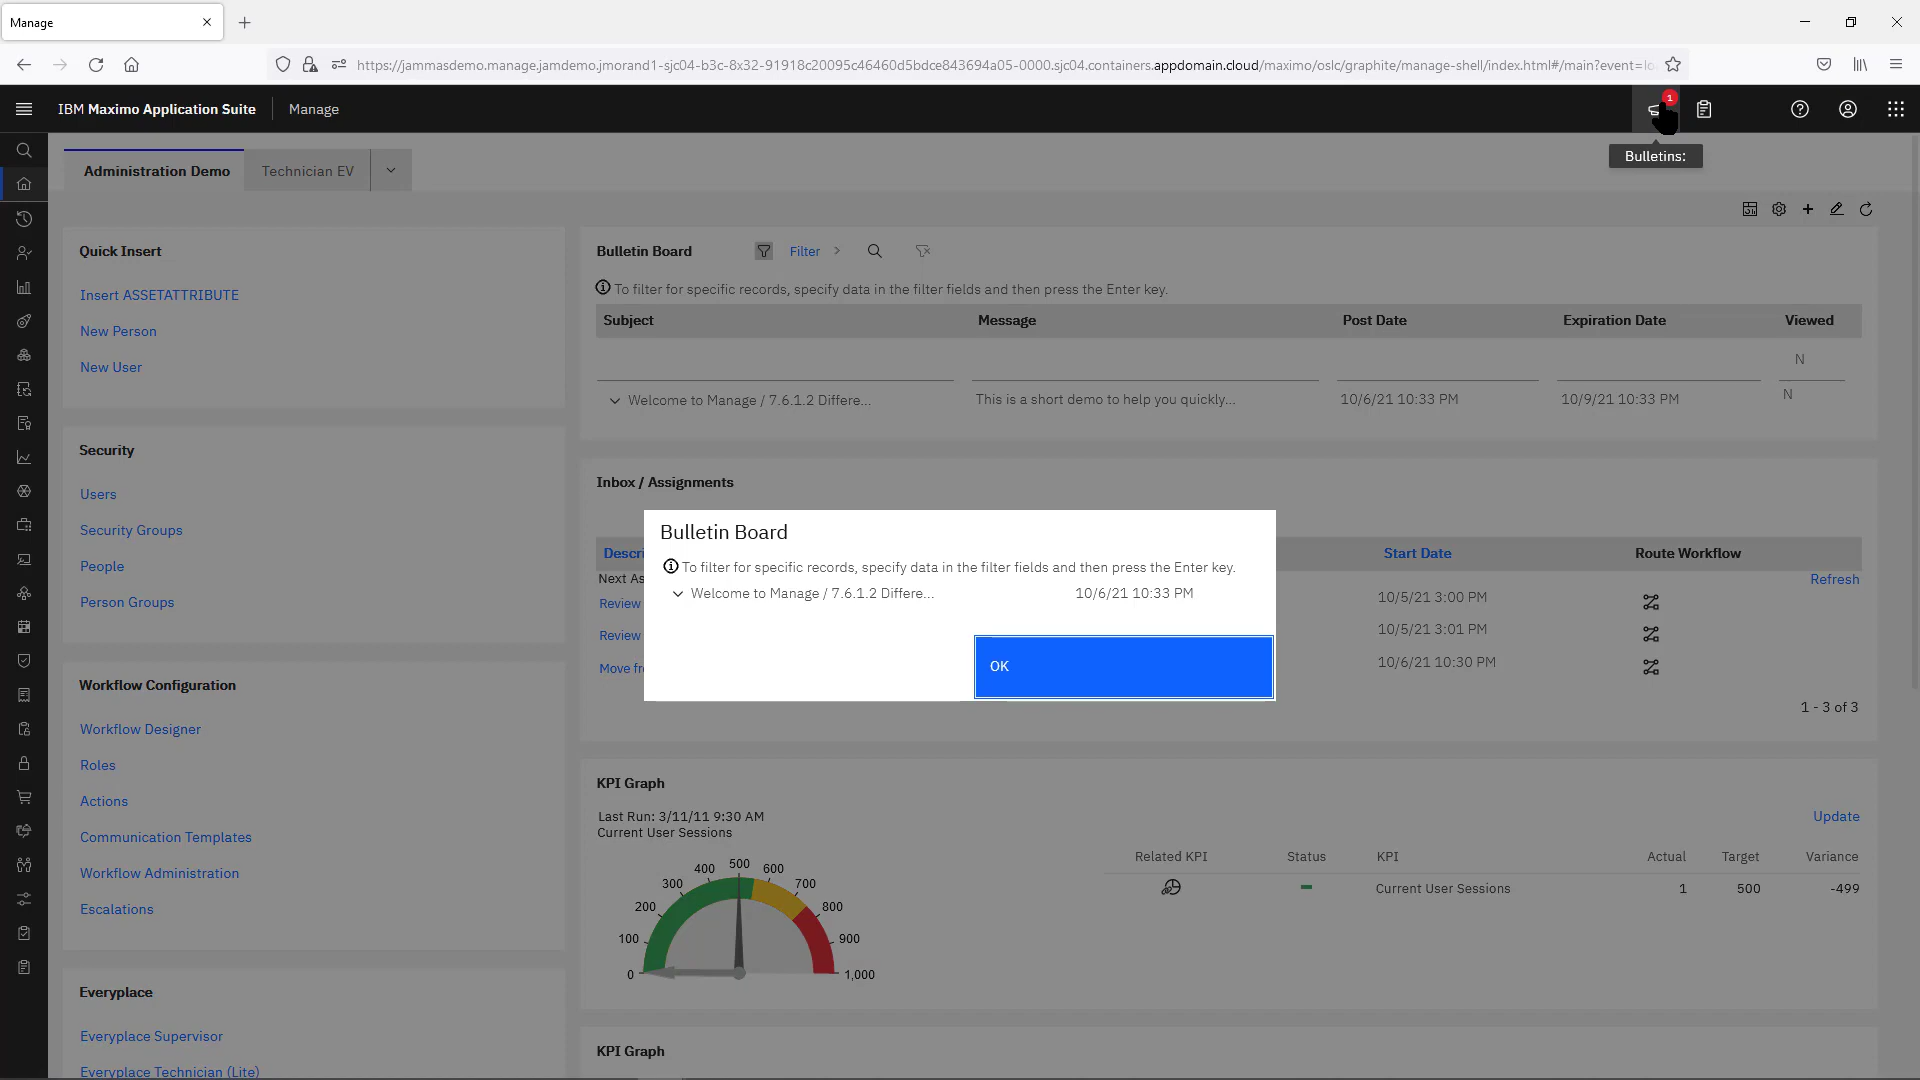 Manage
https://jammasdemo.manage.jamdemo.jmorand1-sjc04-b3c-8x32-91918c20095c46460d5bdce843694a05-0000.sjc04.containers.appdomain.cloud/maximo/oslc/graphite/manage-shell/index.html#/main?event=lo
IBM Maximo Application Suite Manage
1
Bulletins:
Administration Demo Technician EV
Quick Insert
Insert ASSETATTRIBUTE
New Person
New User
Security
Users
Security Groups
People
Person Groups
Workflow Configuration
Workflow Designer
Roles
Actions
Communication Templates
Workflow Administration
Escalations
Everyplace
Everyplace Supervisor
Everyplace Technician (Lite)
Bulletin Board Filter
To filter for specific records, specify data in the filter fields and then press the Enter key.
Subject Message Post Date Expiration Date Viewed
N
Welcome to Manage / 7.6.1.2 Differe... This is a short demo to help you quickly... 10/6/21 10:33 PM 10/9/21 10:33 PM N
Inbox / Assignments
Descri Start Date Route Workflow
Next As Refresh
Review 10/5/21 3:00 PM
Review 10/5/21 3:01 PM
Move fr 10/6/21 10:30 PM
1 - 3 of 3
Bulletin Board
To filter for specific records, specify data in the filter fields and then press the Enter key.
Welcome to Manage / 7.6.1.2 Differe... 10/6/21 10:33 PM
OK
KPI Graph
Last Run: 3/11/11 9:30 AM
Current User Sessions
Update
0 100 200 300 400 500 600 700 800 900 1,000
Related KPI Status KPI Actual Target Variance
Current User Sessions 1 500 -499
KPI Graph